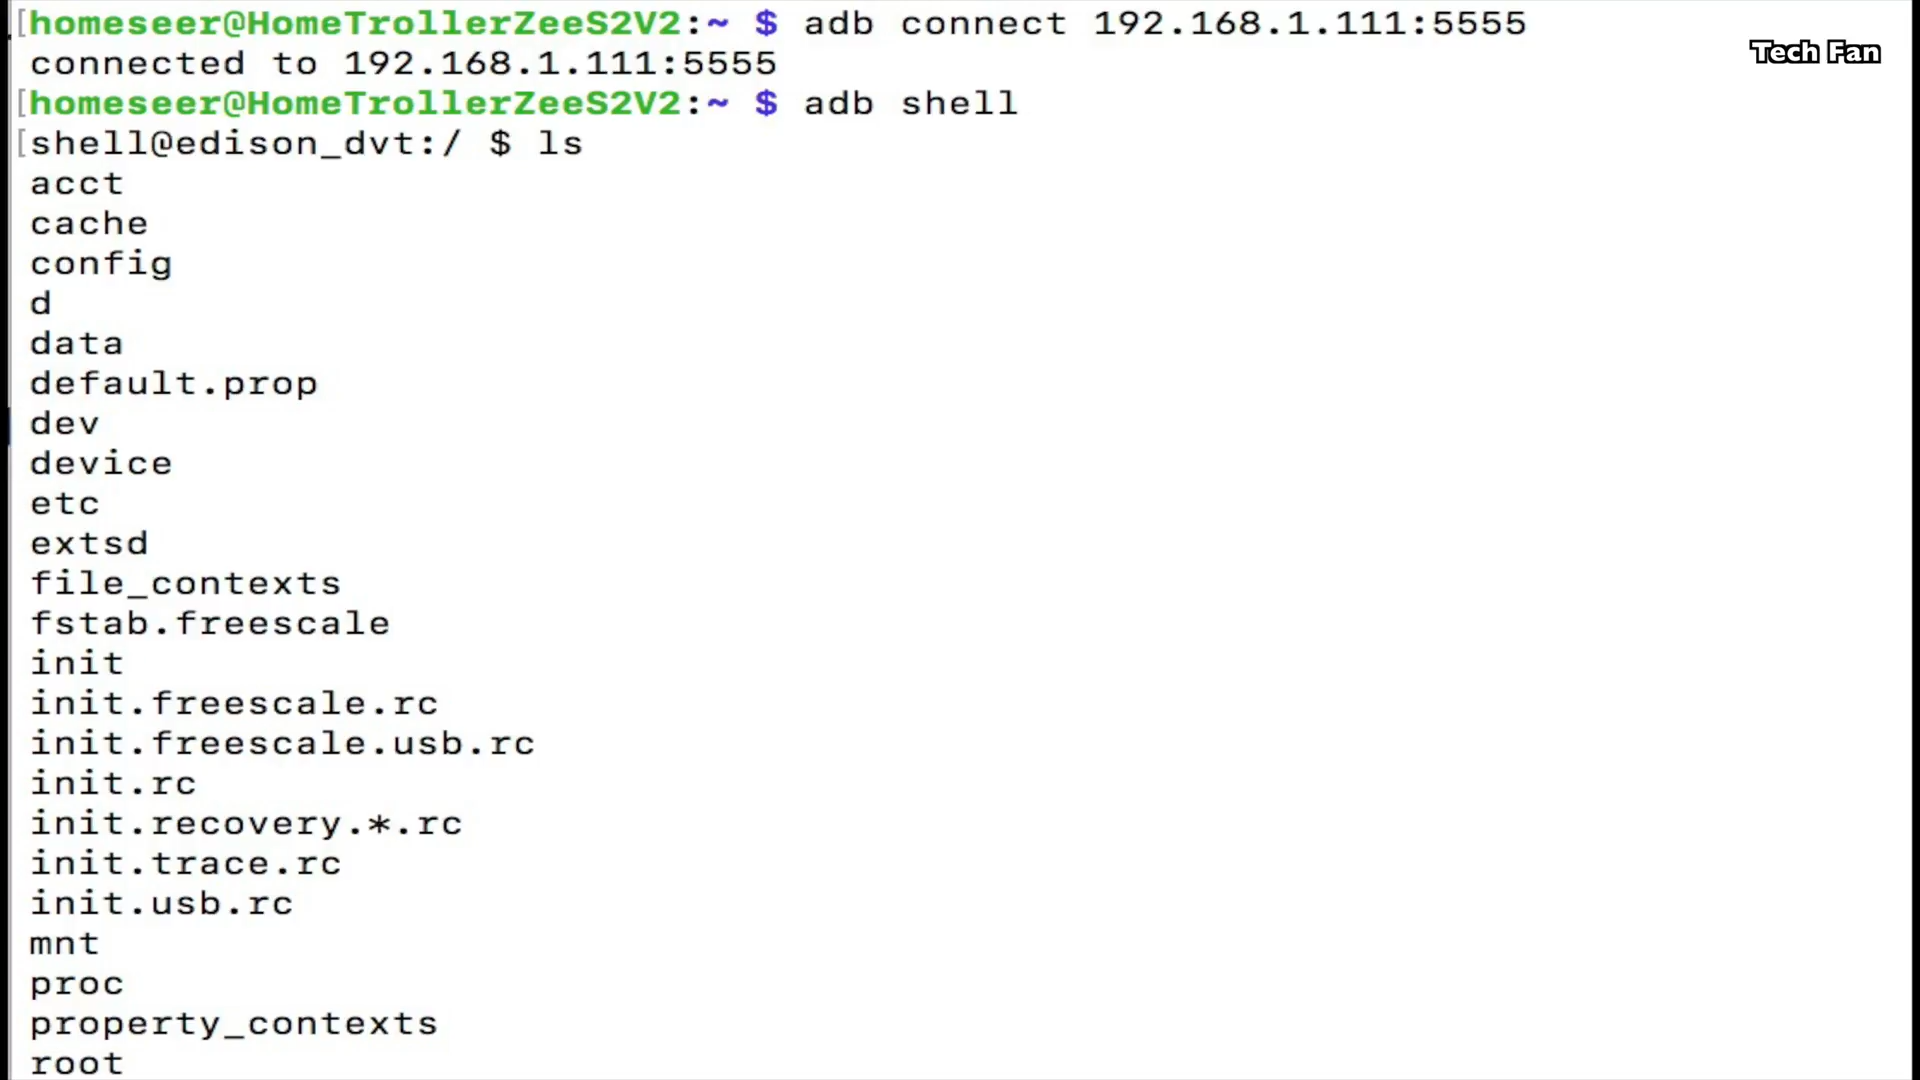 [homeseer@HomeTrollerZeeS2V2:~ $ adb connect 192.168.1.111:5555
Tech Fan
connected to 192.168.1.111:5555
[homeseer@HomeTrollerZeeS2V2:~ $ adb shell
[shell@edison_dvt:/ $ ls
acct
cache
config
d
data
default.prop
dev
device
etc
extsd
file_contexts
fstab.freescale
init
init.freescale.rc
init.freescale.usb.rc
init.rc
init.recovery.*.rc
init.trace.rc
init.usb.rc
mnt
proc
property_contexts
root